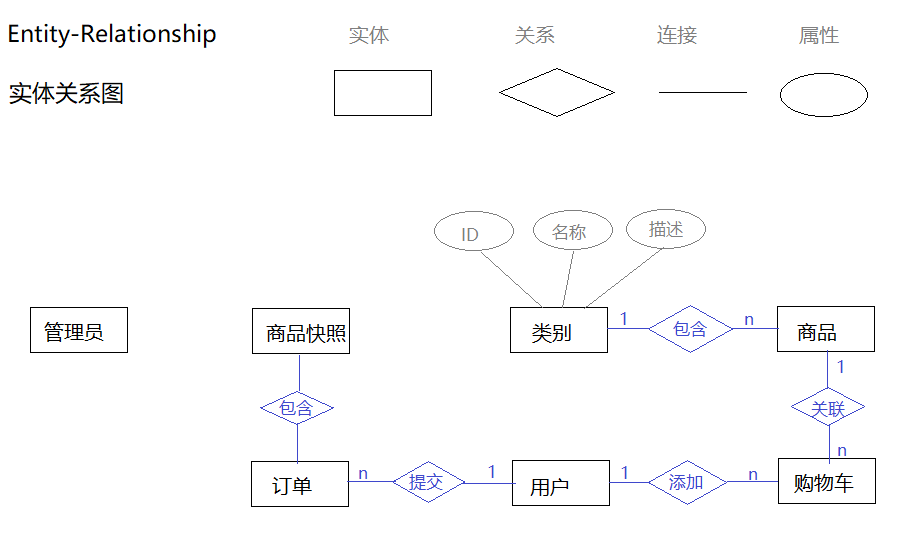 Entity-Relationship
实体
关系
连接
属性
实体关系图
ID
名称
描述
管理员
商品快照
类别
1
包含
n
商品
1
包含
关联
n
订单
n
提交
1
用户
1
添加
n
购物车